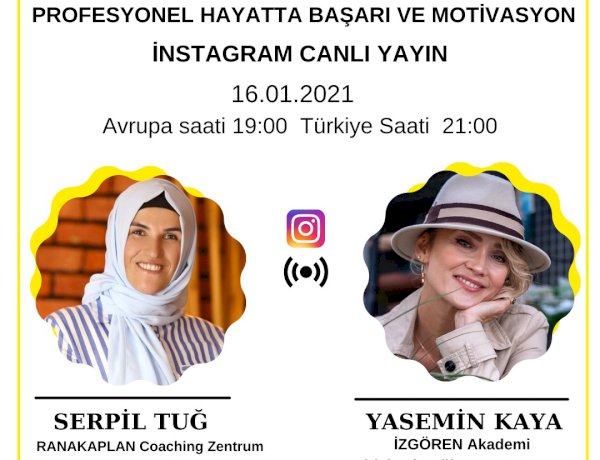 PROFESYONEL HAYATTA BAŞARI VE MOTİVASYON
İNSTAGRAM CANLI YAYIN
16.01.2021
Avrupa saati 19:00 Türkiye Saati 21:00
SERPİL TUĞ
RANAKAPLAN Coaching Zentrum
YASEMİN KAYA
İZGÖREN Akademi